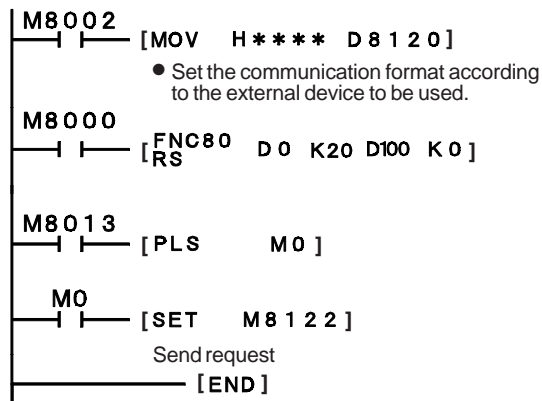 M8002
[MOV H**** D8120]
● Set the communication format according
to the external device to be used.
M8000
[FNC80
RS D0 K20 D100 K0]
M8013
[PLS M0]
M0
[SET M8122]
Send request
[END]